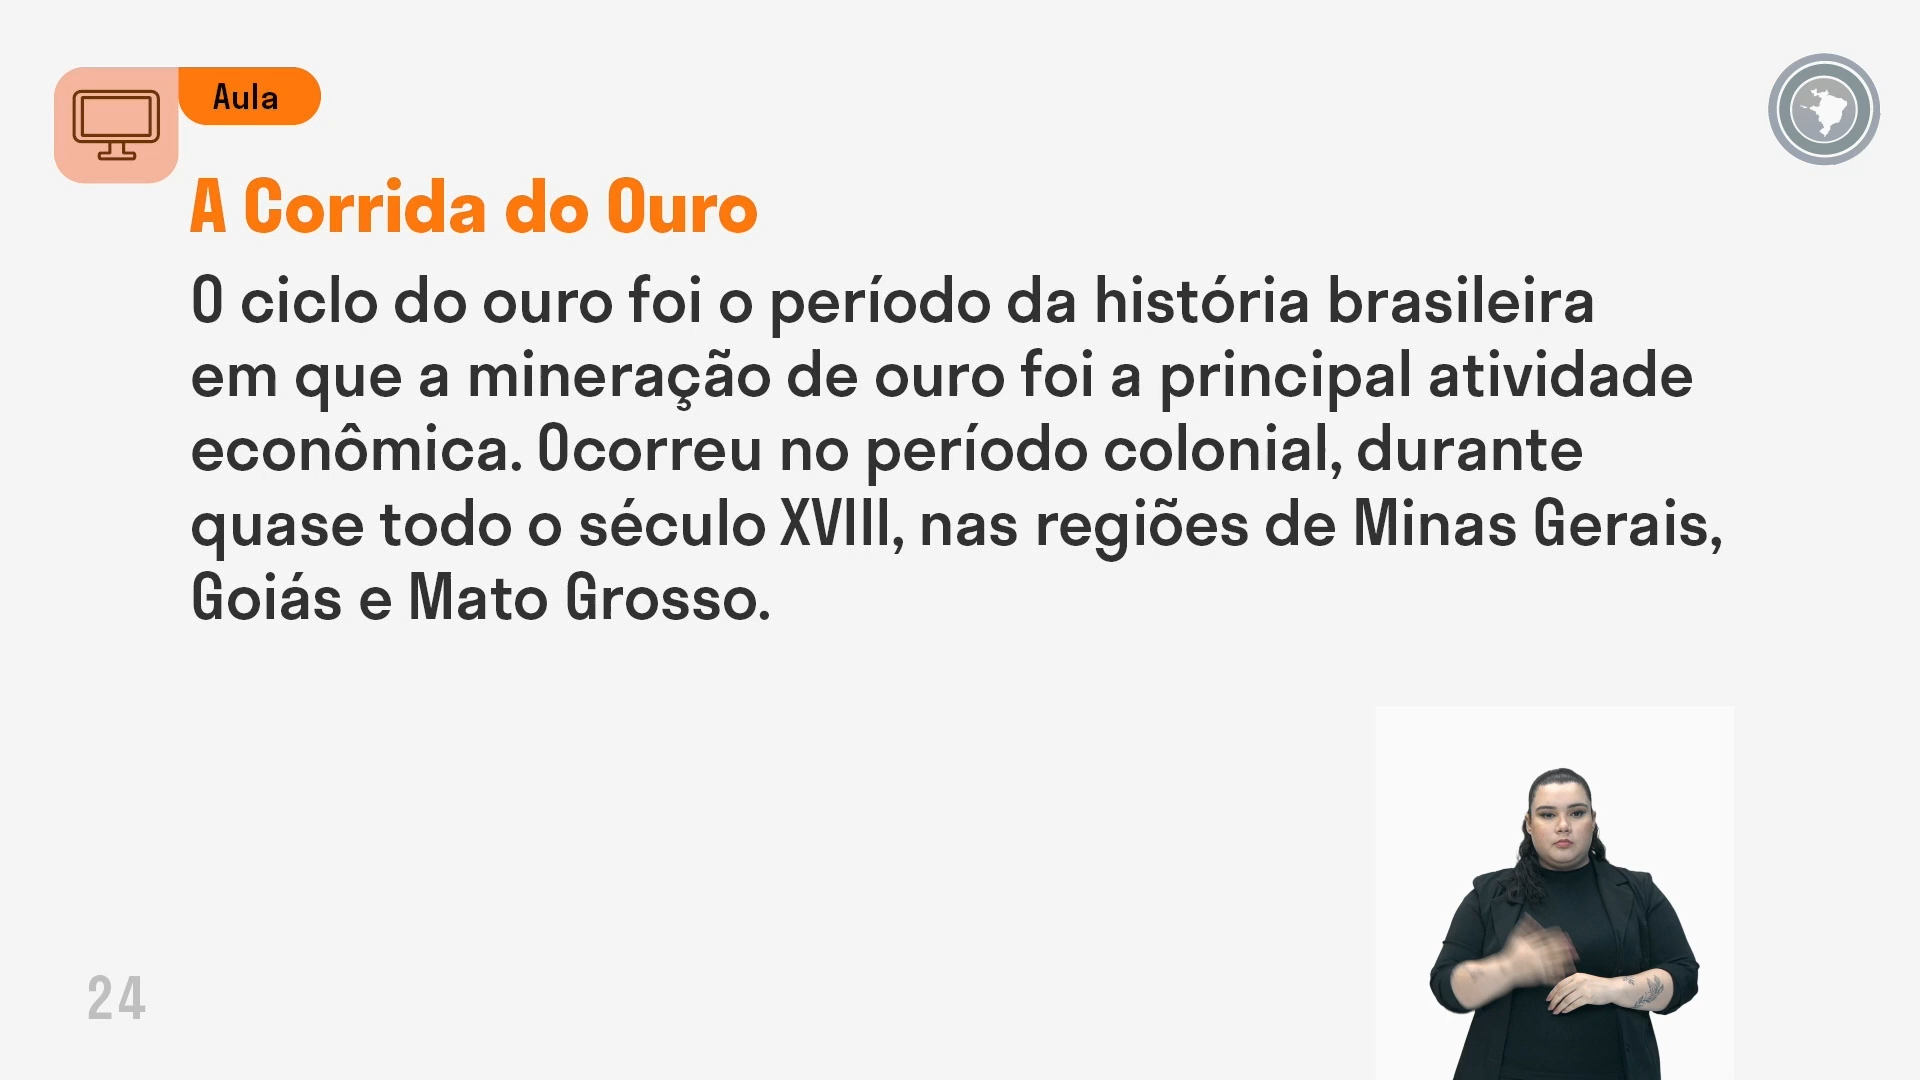 Aula
A Corrida do Ouro
O ciclo do ouro foi o período da história brasileira
em que a mineração de ouro foi a principal atividade
econômica. Ocorreu no período colonial, durante
quase todo o século XVIII, nas regiões de Minas Gerais,
Goiás e Mato Grosso.
24